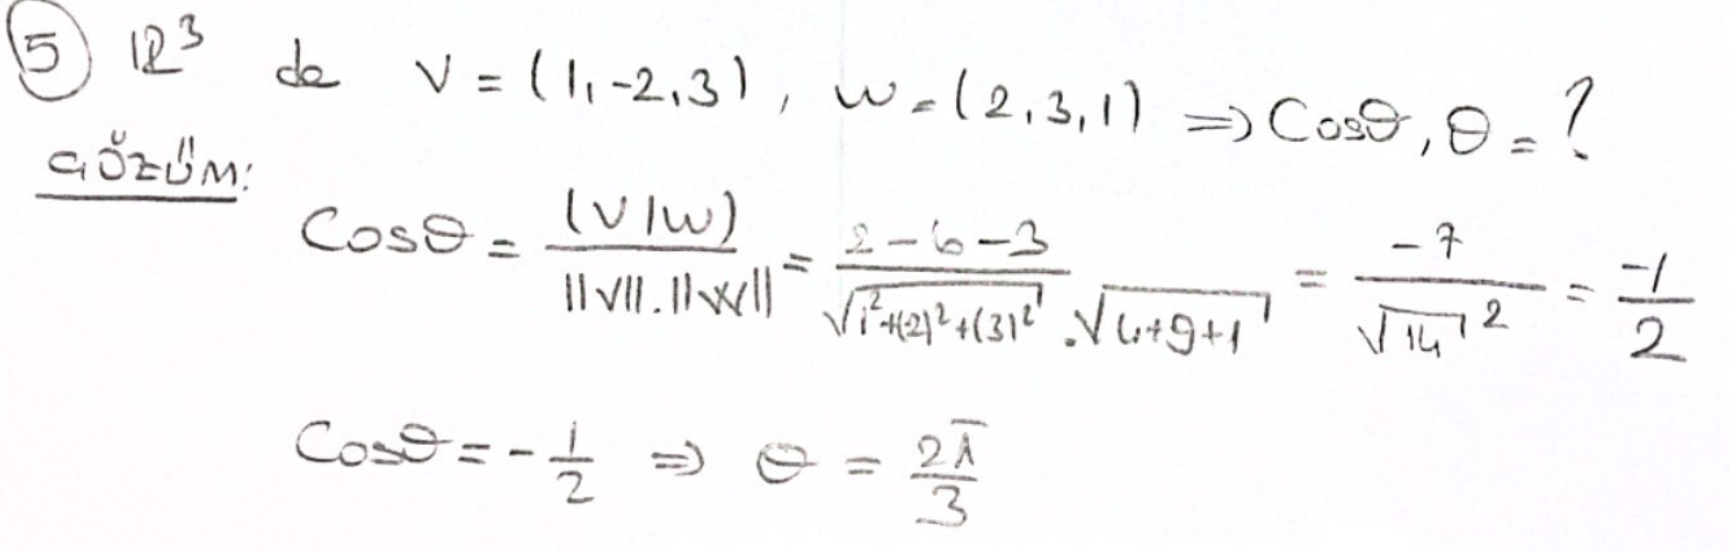 5 ℝ³ de V = (1,-2,3), w = (2,3,1) ⇒ Cosθ, θ = ?
ÇÖZÜM:
Cosθ = (V|W) / ||V||.||W|| = 2-6-3 / √(1²+(2)²+(3)²) . √(4+9+1) = -7 / √14² = -1/2
Cosθ = -1/2 ⇒ θ = 2π/3